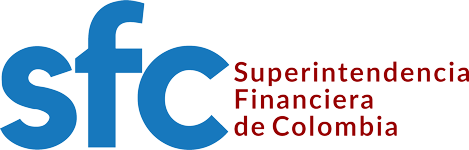 sfc
Superintendencia
Financiera
de Colombia